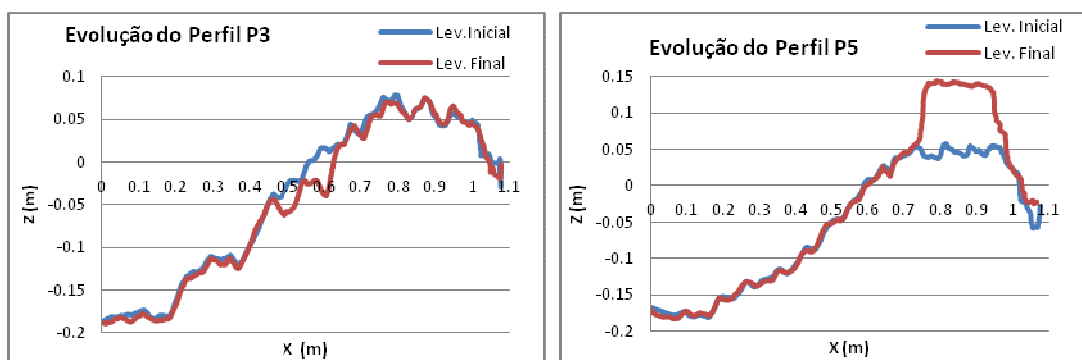 Evolução do Perfil P3
Lev.Inicial
Lev. Final
0.1
0.05
0
-0.05
-0.1
-0.15
-0.2
0 0.1 0.2 0.3 0.4 0.5 0.6 0.7 0.8 0.9 1 1.1
Z (m)
X (m)
Evolução do Perfil P5
Lev. Inicial
Lev. Final
0.15
0.1
0.05
0
-0.05
-0.1
-0.15
-0.2
0 0.1 0.2 0.3 0.4 0.5 0.6 0.7 0.8 0.9 1 1.1
Z (m)
X (m)